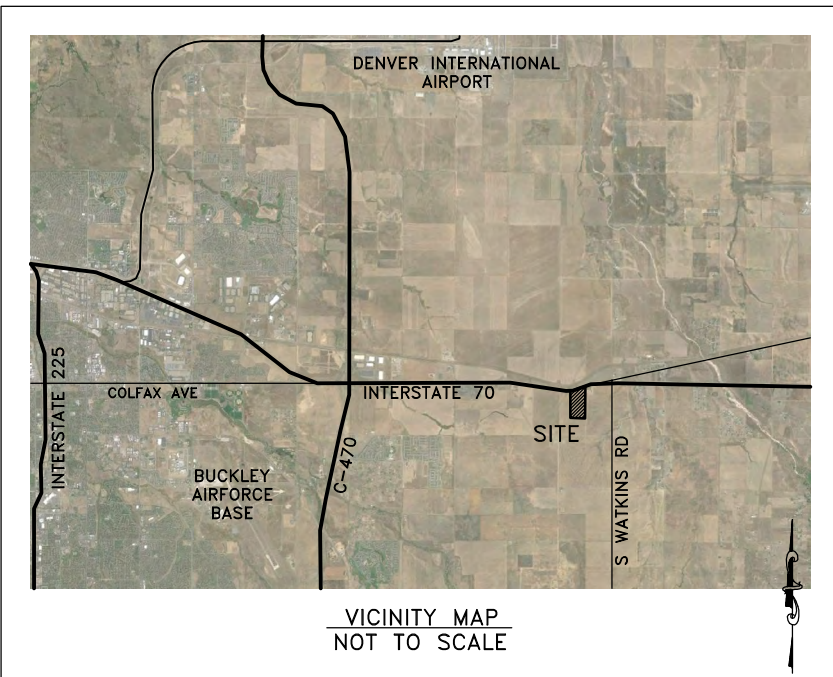 DENVER INTERNATIONAL
AIRPORT
INTERSTATE 225
COLFAX AVE
INTERSTATE 70
SITE
BUCKLEY
AIRFORCE
BASE
C-470
S WATKINS RD
VICINITY MAP
NOT TO SCALE